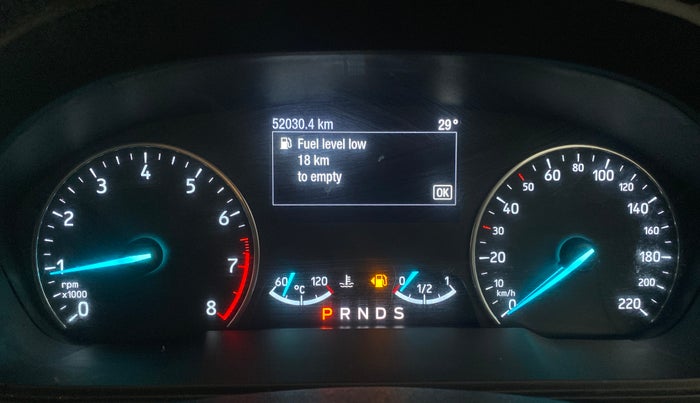 52030.4 km 29°
Fuel level low
18 km
to empty
OK
0 1 2 3 4 5 6 7 8
rpm
x1000
60 120
°C
0 1/2 1
P R N D S
0 10 20 30 40 50 60 80 100 120 140 160 180 200 220
km/h